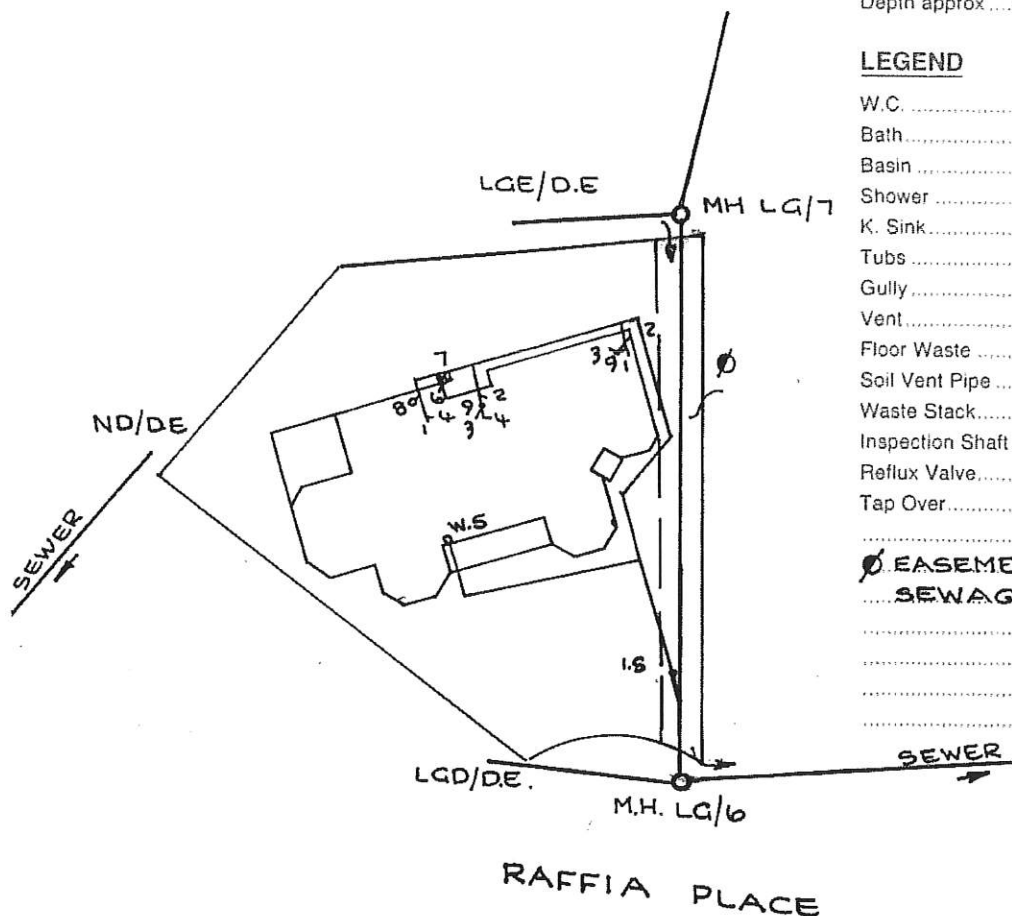 Depth approx ....
LEGEND
W.C. ..................
Bath..................
Basin ..................
Shower ..................
K. Sink..................
Tubs ..................
Gully ..................
Vent..................
Floor Waste ......
Soil Vent Pipe ...
Waste Stack......
Inspection Shaft
Reflux Valve......
Tap Over............
Ø EASEME
SEWAG
LGE/D.E
MH LG/7
ND/D.E
SEWER
7
8 6
1 4
9 2
3 4
2
3 9 1
Ø
W.S
I.S
LGD/D.E.
SEWER
M.H. LG/6
RAFFIA PLACE